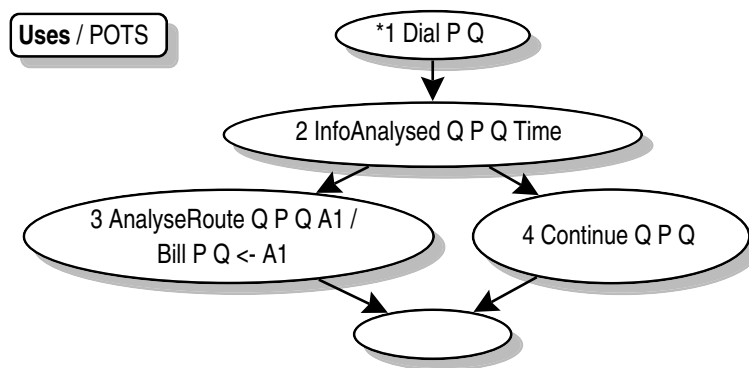 Uses / POTS
*1 Dial P Q
2 InfoAnalysed Q P Q Time
3 AnalyseRoute Q P Q A1 /
Bill P Q <- A1
4 Continue Q P Q